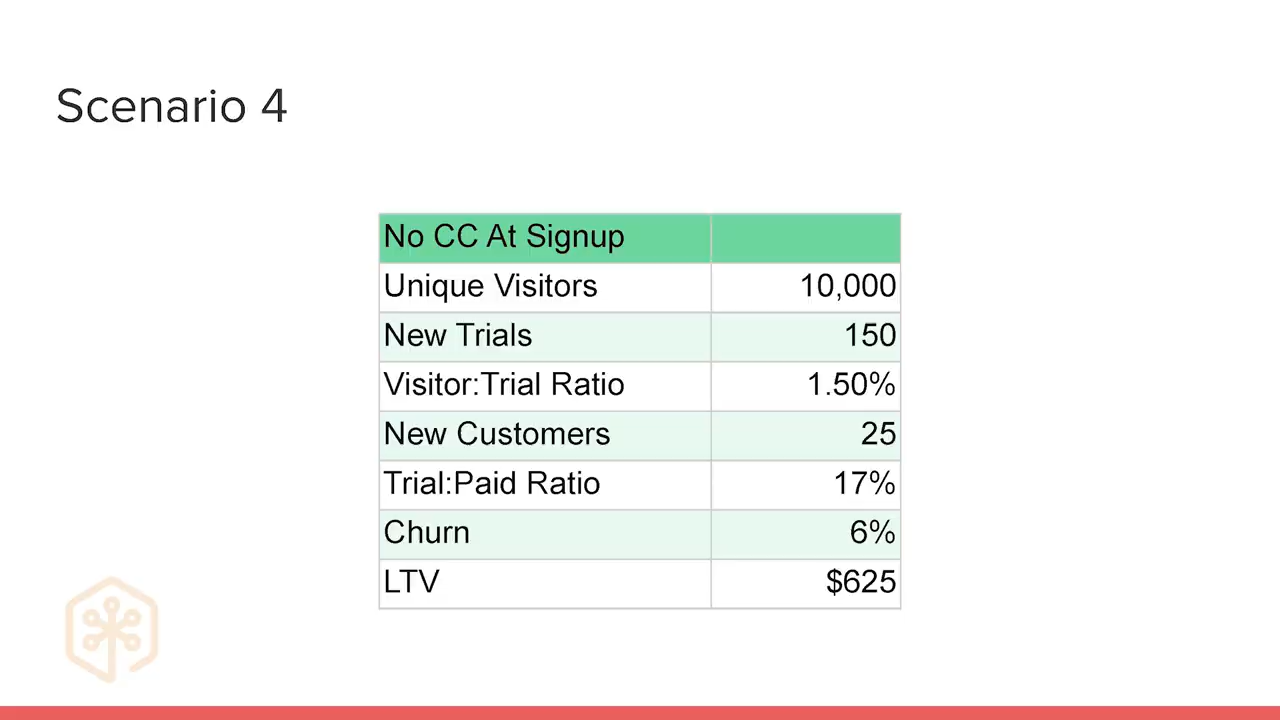 Scenario 4
No CC At Signup
Unique Visitors 10,000
New Trials 150
Visitor:Trial Ratio 1.50%
New Customers 25
Trial:Paid Ratio 17%
Churn 6%
LTV $625